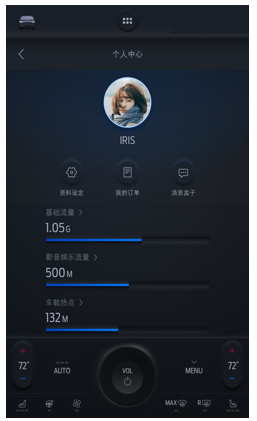 个人中心
IRIS
资料设定 我的订单 消息盒子
基础流量 >
1.05G
影音娱乐流量 >
500M
车载热点 >
132M
72° AUTO VOL MENU 72°
MAX R